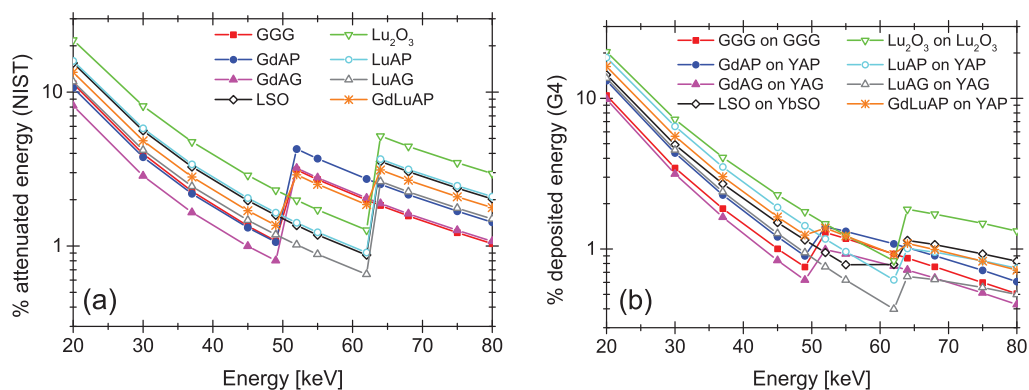 % attenuated energy (NIST)
10
1
GGG
GdAP
GdAG
LSO
Lu₂O₃
LuAP
LuAG
GdLuAP
(a)
20 30 40 50 60 70 80
Energy [keV]
% deposited energy (G4)
10
1
GGG on GGG
GdAP on YAP
GdAG on YAG
LSO on YbSO
Lu₂O₃ on Lu₂O₃
LuAP on YAP
LuAG on YAG
GdLuAP on YAP
(b)
20 30 40 50 60 70 80
Energy [keV]